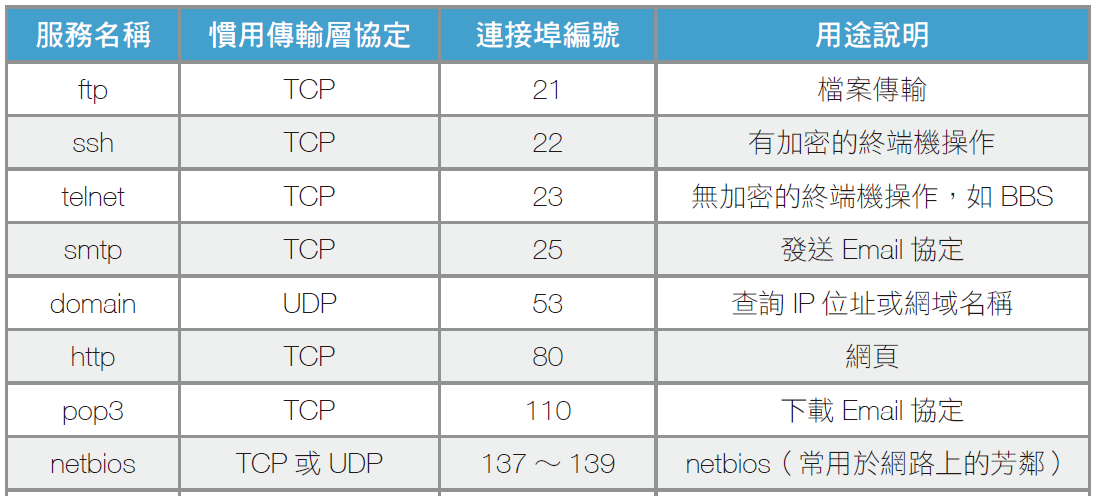 服務名稱 慣用傳輸層協定 連接埠編號 用途說明
ftp TCP 21 檔案傳輸
ssh TCP 22 有加密的終端機操作
telnet TCP 23 無加密的終端機操作，如 BBS
smtp TCP 25 發送 Email 協定
domain UDP 53 查詢 IP 位址或網域名稱
http TCP 80 網頁
pop3 TCP 110 下載 Email 協定
netbios TCP 或 UDP 137 ～ 139 netbios（常用於網路上的芳鄰）